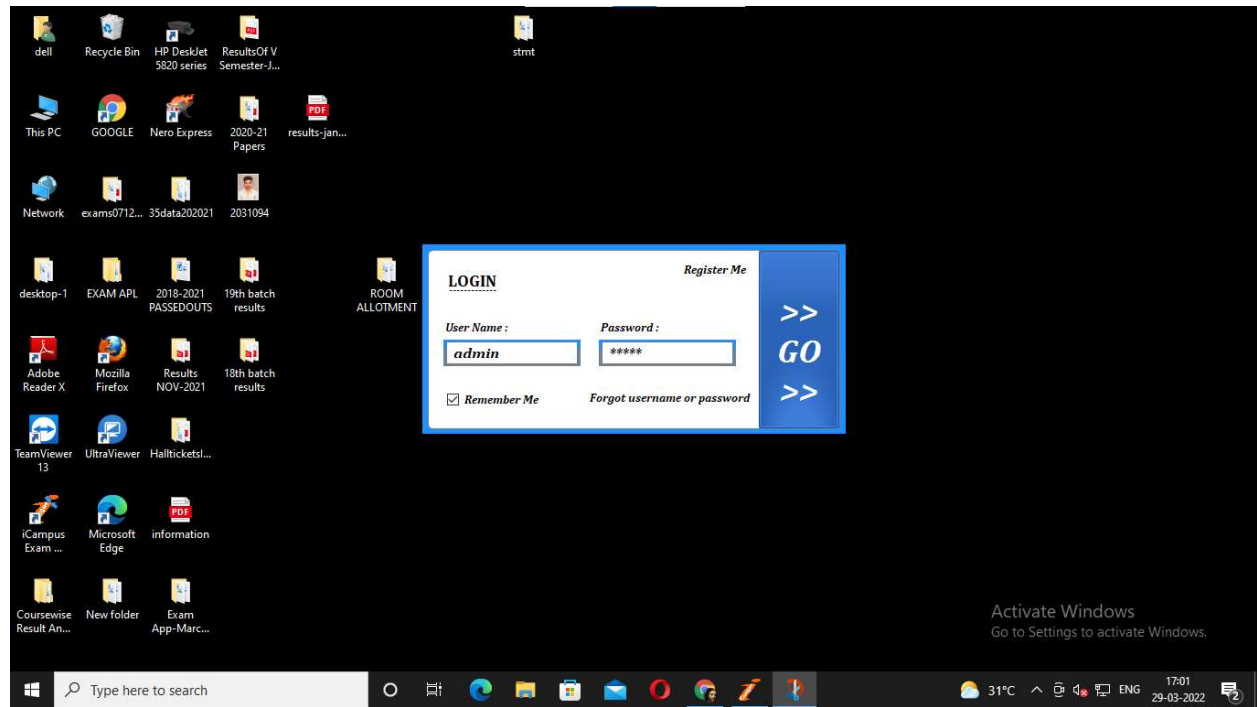 dell
Recycle Bin
HP DeskJet
5820 series
ResultsOf V
Semester-J...
stmt
This PC
GOOGLE
Nero Express
2020-21
Papers
PDF
results-jan...
Network
exams0712...
35data202021
2031094
desktop-1
EXAM APL
2018-2021
PASSEDOUTS
19th batch
results
ROOM
ALLOTMENT
Adobe
Reader X
Mozilla
Firefox
Results
NOV-2021
18th batch
results
TeamViewer
13
UltraViewer
Hallticketsl...
iCampus
Exam ...
Microsoft
Edge
PDF
information
Coursewise
Result An...
New folder
Exam
App-Marc...
LOGIN
Register Me
User Name :
Password :
admin
*****
Remember Me
Forgot username or password
>>
GO
>>
Activate Windows
Go to Settings to activate Windows.
Type here to search
31°C
ENG
17:01
29-03-2022
2